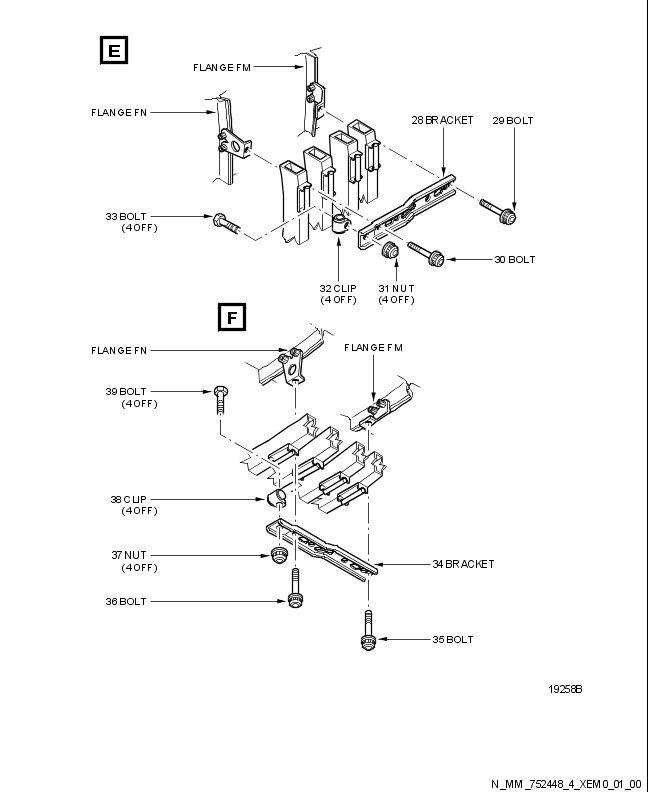 E
FLANGE FM
FLANGE FN
28 BRACKET
29 BOLT
33 BOLT
(4 OFF)
30 BOLT
32 CLIP
(4 OFF)
31 NUT
(4 OFF)
F
FLANGE FN
FLANGE FM
39 BOLT
(4 OFF)
38 CLIP
(4 OFF)
37 NUT
(4 OFF)
34 BRACKET
36 BOLT
35 BOLT
19258B
N_MM_752448_4_XEM0_01_00